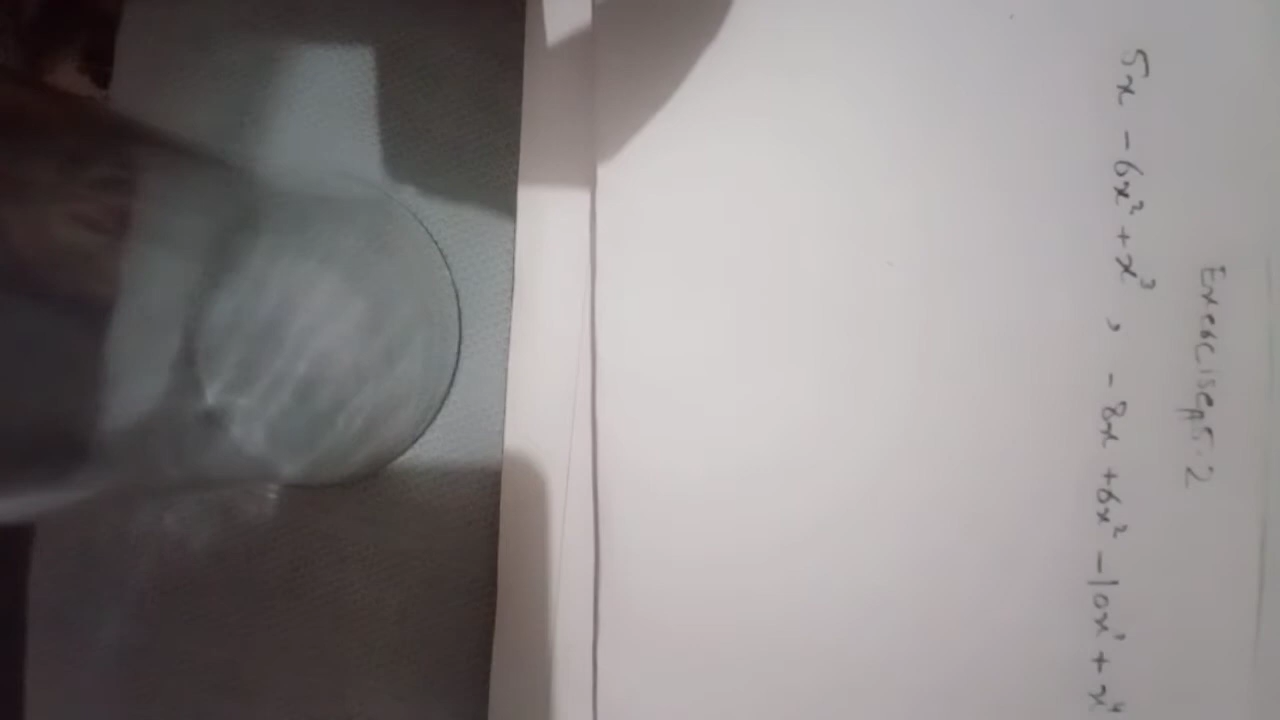 Exercise 5.2
5x - 6x² + x³ , - 8x + 6x² - 10x³ + x⁴